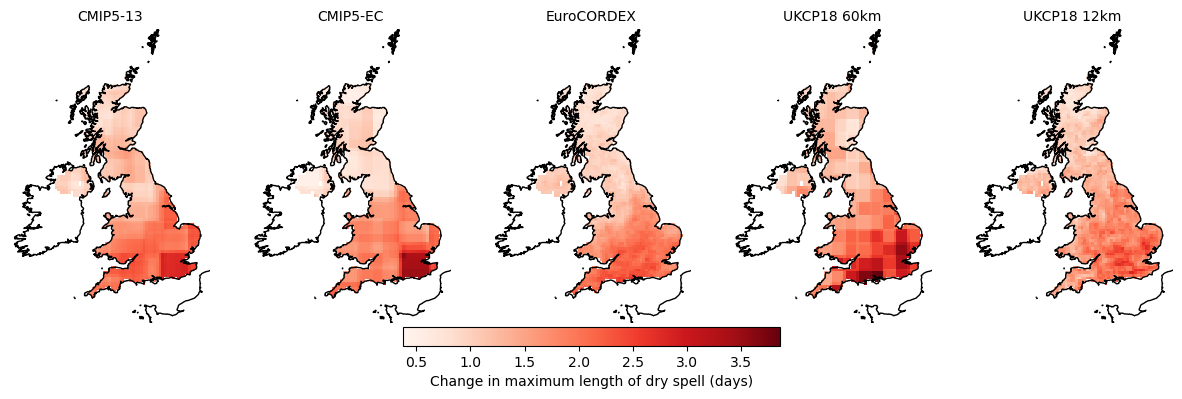 CMIP5-13
CMIP5-EC
EuroCORDEX
UKCP18 60km
UKCP18 12km
0.5 1.0 1.5 2.0 2.5 3.0 3.5
Change in maximum length of dry spell (days)